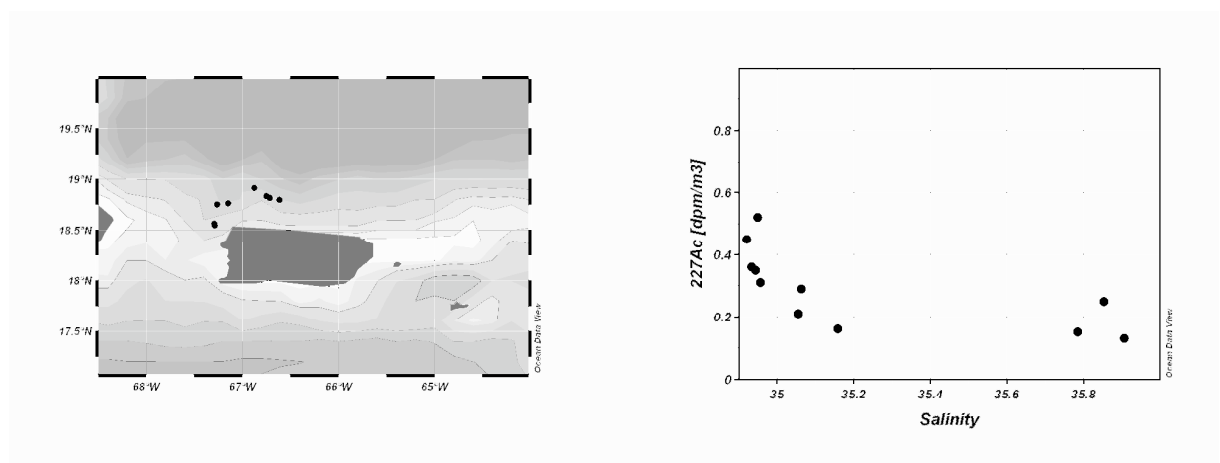 19.5°N
19°N
18.5°N
18°N
17.5°N
68°W
67°W
66°W
65°W
Ocean Data View
227Ac [dpm/m3]
0.8
0.6
0.4
0.2
0
35
35.2
35.4
35.6
35.8
Salinity
Ocean Data View